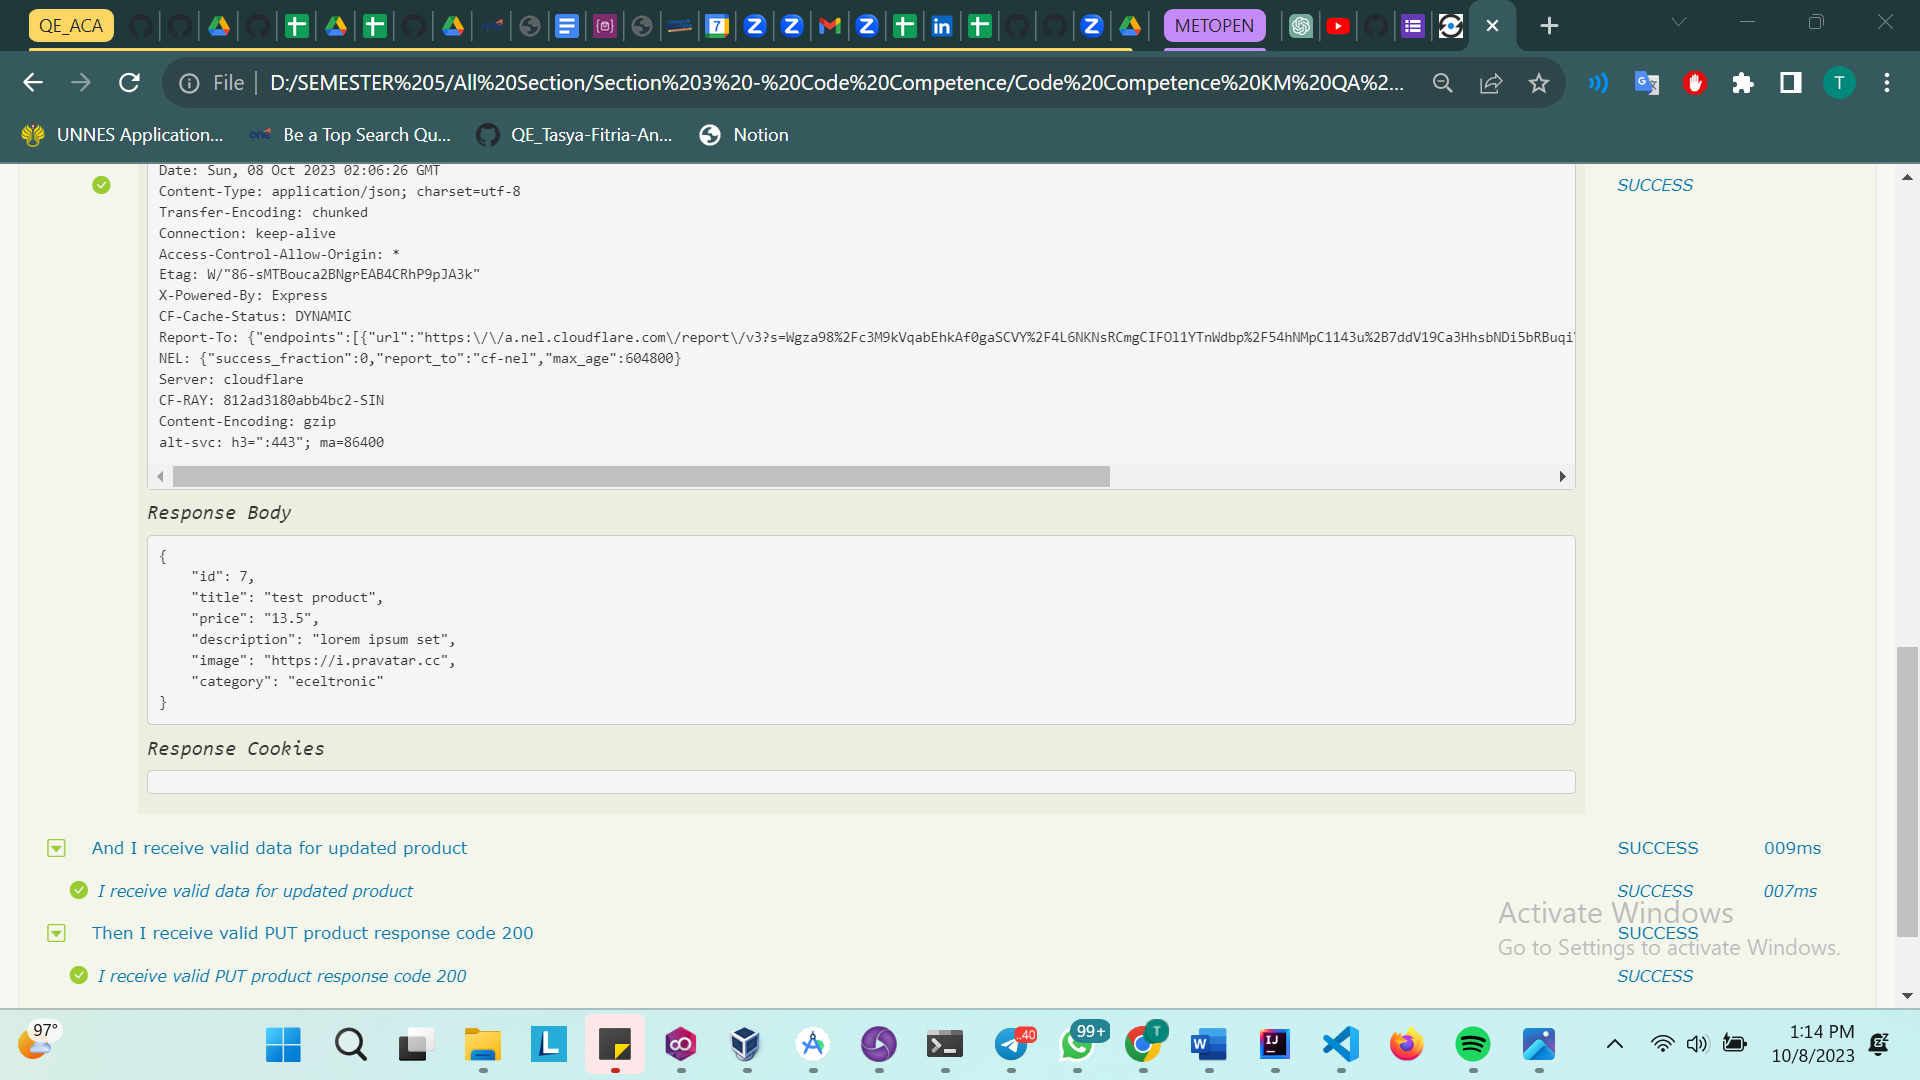 QE_ACA
METOPEN
File
D:/SEMESTER%205/All%20Section/Section%203%20-%20Code%20Competence/Code%20Competence%20KM%20QA%2...
T
UNNES Application...
Be a Top Search Qu...
QE_Tasya-Fitria-An...
Notion
Date: Sun, 08 Oct 2023 02:06:26 GMT
SUCCESS
Content-Type: application/json; charset=utf-8
Transfer-Encoding: chunked
Connection: keep-alive
Access-Control-Allow-Origin: *
Etag: W/"86-sMTBouca2BNgrEAB4CRhP9pJA3k"
X-Powered-By: Express
CF-Cache-Status: DYNAMIC
Report-To: {"endpoints":[{"url":"https:\/\/a.nel.cloudflare.com\/report\/v3?s=Wgza98%2Fc3M9kVqabEhkAf0gaSCVY%2F4L6NKNsRCmgCIFOl1YTnWdbp%2F54hNMpC1143u%2B7ddV19Ca3HhsbNDi5bRBuqi
NEL: {"success_fraction":0,"report_to":"cf-nel","max_age":604800}
Server: cloudflare
CF-RAY: 812ad3180abb4bc2-SIN
Content-Encoding: gzip
alt-svc: h3=":443"; ma=86400
Response Body
{
"id": 7,
"title": "test product",
"price": "13.5",
"description": "lorem ipsum set",
"image": "https://i.pravatar.cc",
"category": "eceltronic"
}
Response Cookies
And I receive valid data for updated product SUCCESS 009ms
I receive valid data for updated product SUCCESS 007ms
Then I receive valid PUT product response code 200 SUCCESS
I receive valid PUT product response code 200 SUCCESS
Activate Windows
Go to Settings to activate Windows.
97°
99+
1:14 PM
10/8/2023